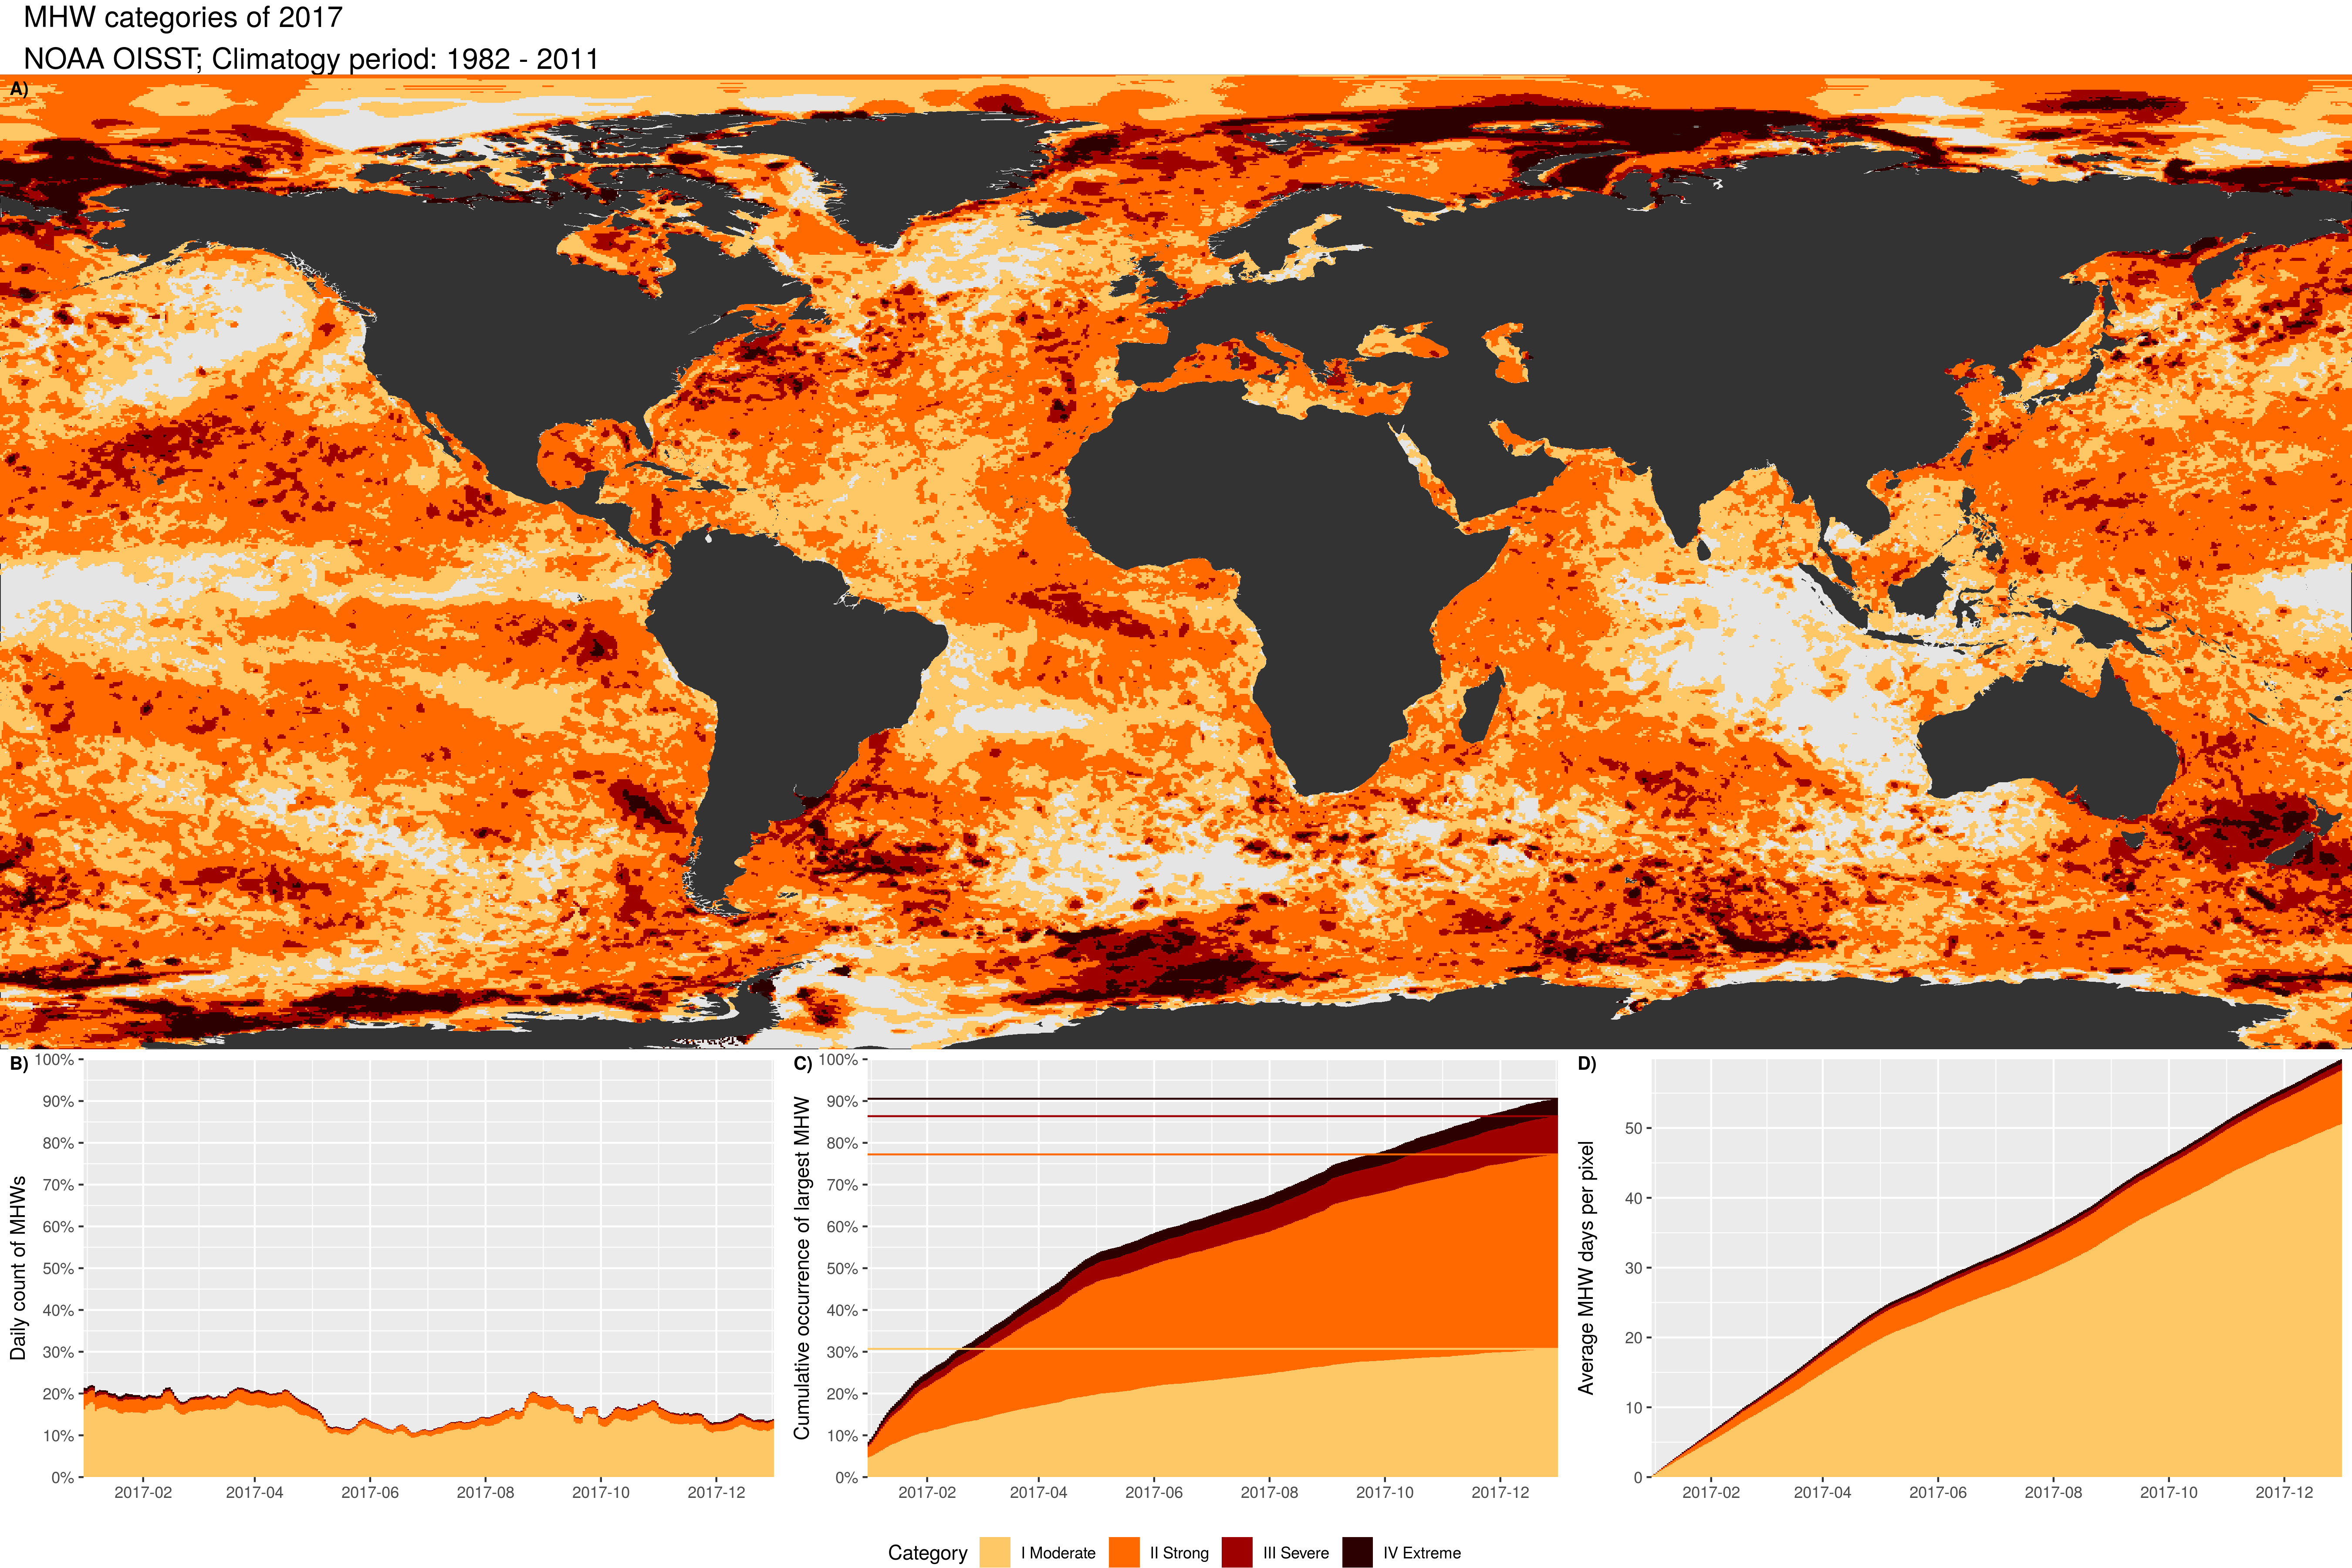 MHW categories of 2017
NOAA OISST; Climatogy period: 1982 - 2011
A)
B)
Daily count of MHWs
100%
90%
80%
70%
60%
50%
40%
30%
20%
10%
0%
2017-02 2017-04 2017-06 2017-08 2017-10 2017-12
C)
Cumulative occurrence of largest MHW
100%
90%
80%
70%
60%
50%
40%
30%
20%
10%
0%
2017-02 2017-04 2017-06 2017-08 2017-10 2017-12
D)
Average MHW days per pixel
50
40
30
20
10
0
2017-02 2017-04 2017-06 2017-08 2017-10 2017-12
Category I Moderate II Strong III Severe IV Extreme